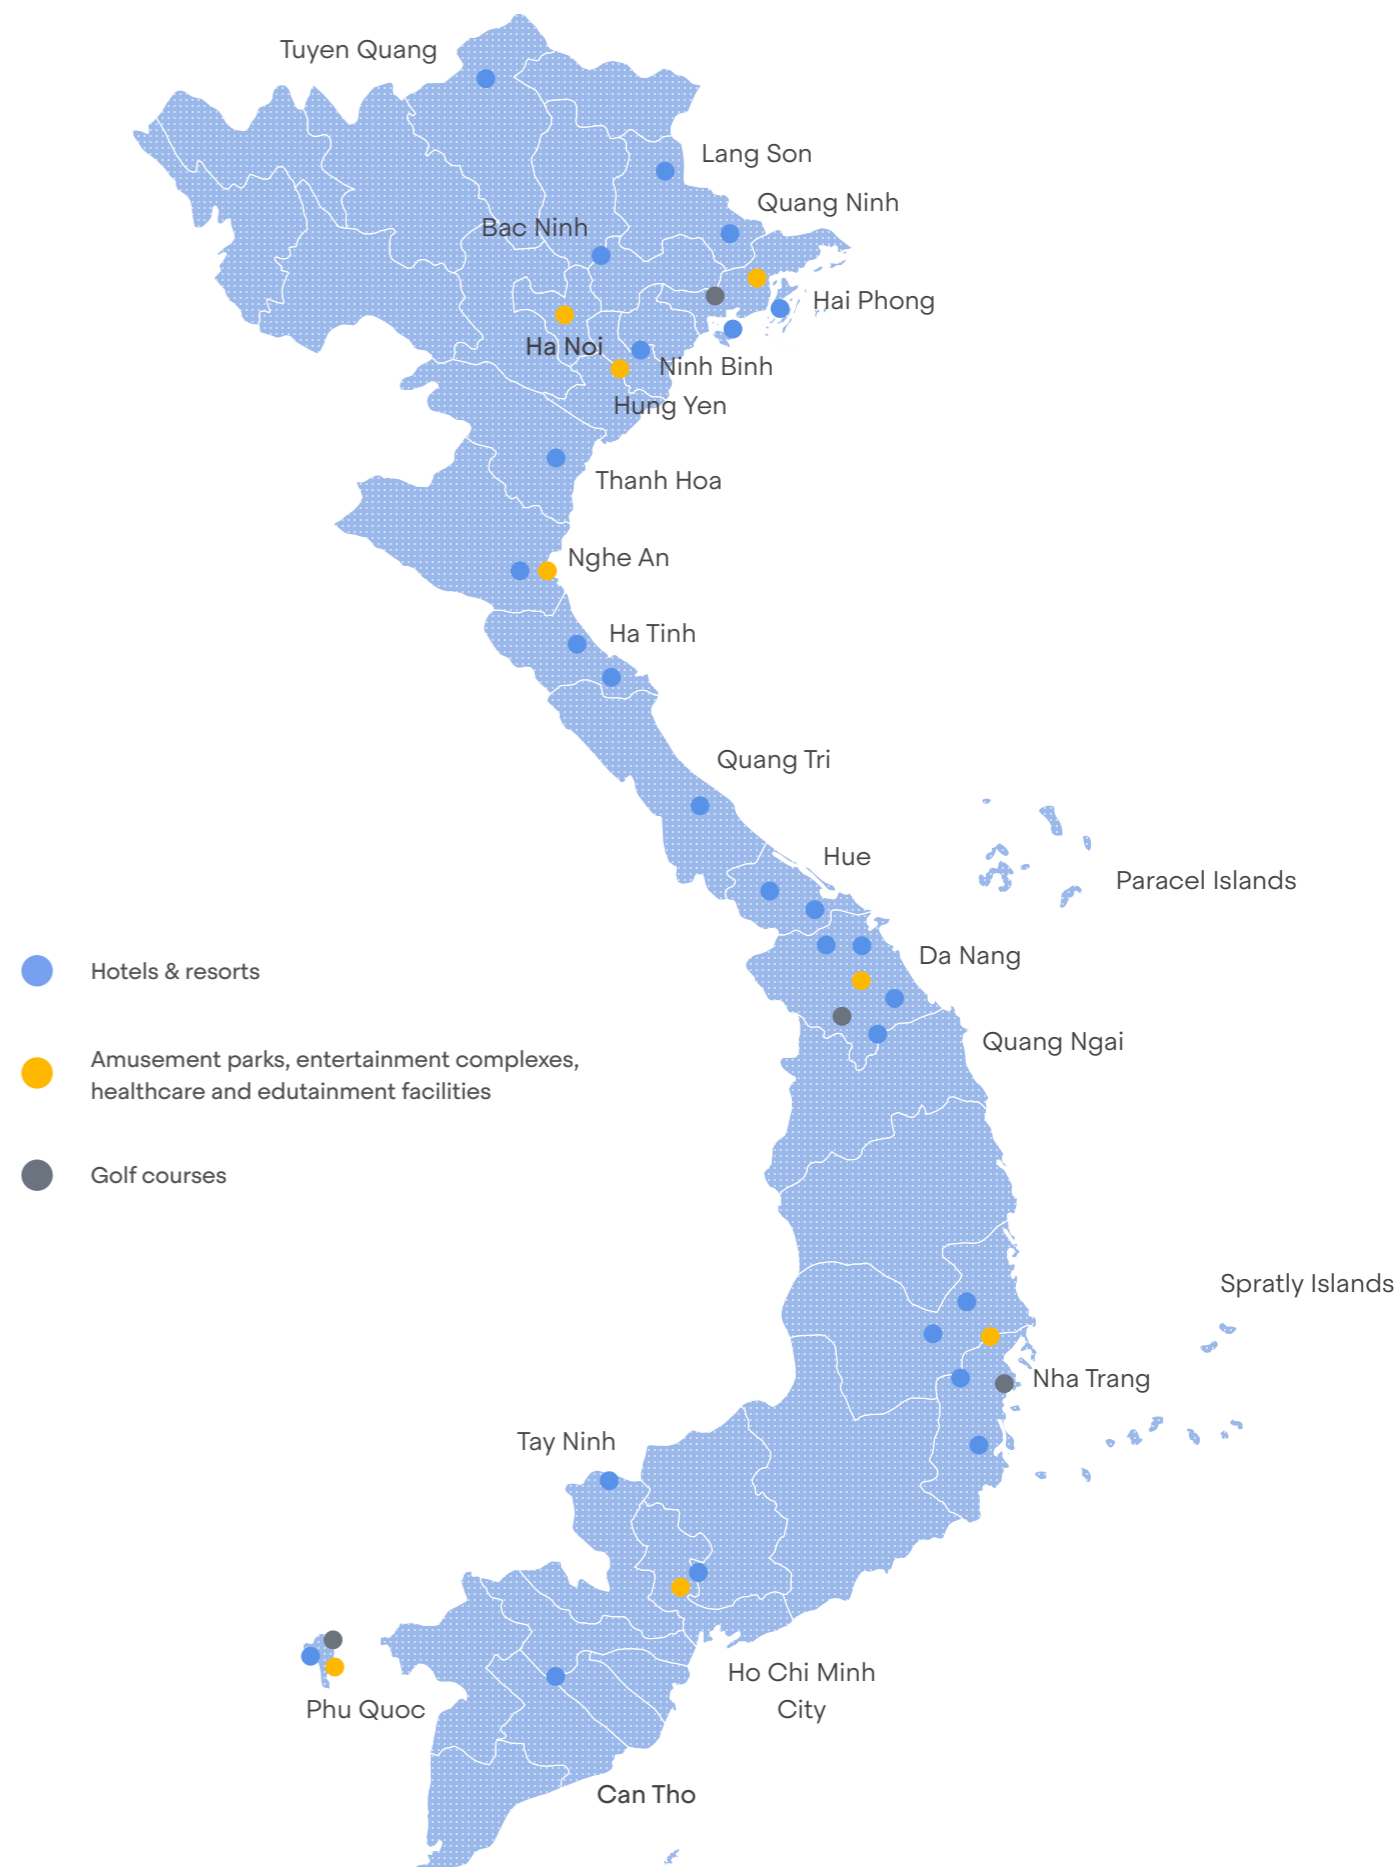 Tuyen Quang
Lang Son
Quang Ninh
Bac Ninh
Hai Phong
Ha Noi
Ninh Binh
Hung Yen
Thanh Hoa
Nghe An
Ha Tinh
Quang Tri
Hue
Paracel Islands
Da Nang
Hotels & resorts
Quang Ngai
Amusement parks, entertainment complexes,
healthcare and edutainment facilities
Golf courses
Spratly Islands
Nha Trang
Tay Ninh
Ho Chi Minh
City
Phu Quoc
Can Tho